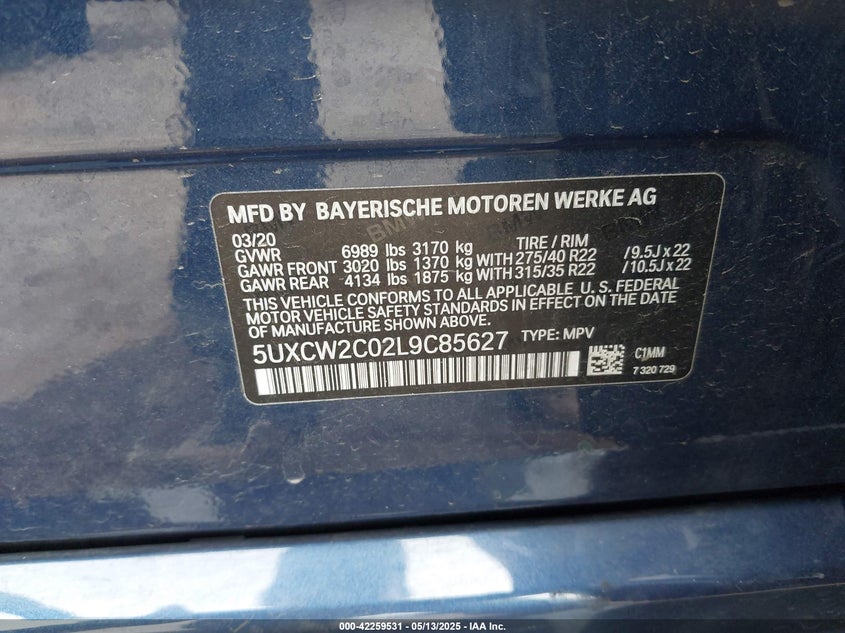 MFD BY BAYERISCHE MOTOREN WERKE AG
03/20
GVWR 6989 lbs 3170 kg TIRE / RIM
GAWR FRONT 3020 lbs 1370 kg WITH 275/40 R22 / 9.5J x 22
GAWR REAR 4134 lbs 1875 kg WITH 315/35 R22 / 10.5J x 22
THIS VEHICLE CONFORMS TO ALL APPLICABLE U. S. FEDERAL
MOTOR VEHICLE SAFETY STANDARDS IN EFFECT ON THE DATE
OF MANUFACTURE SHOWN ABOVE.
5UXCW2C02L9C85627 TYPE: MPV
C1MM
7 320 729
000-42259531 - 05/13/2025 - IAA Inc.